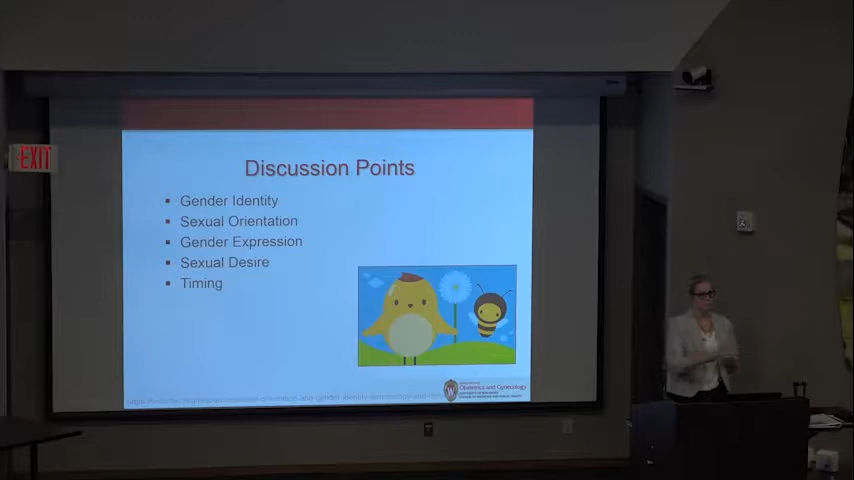 EXIT
Discussion Points
Gender Identity
Sexual Orientation
Gender Expression
Sexual Desire
Timing
Obstetrics and Gynecology